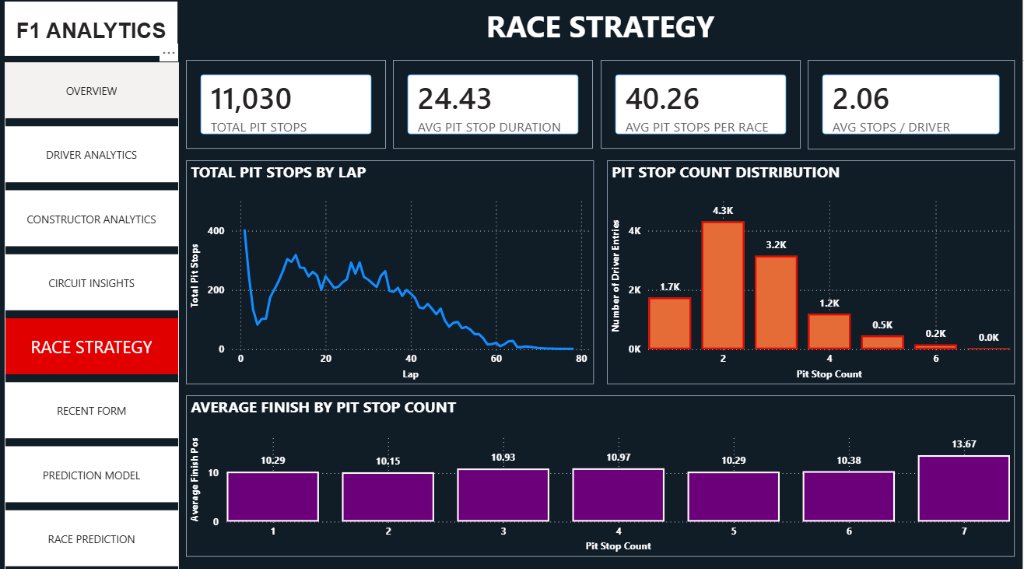 F1 ANALYTICS
...
OVERVIEW
DRIVER ANALYTICS
CONSTRUCTOR ANALYTICS
CIRCUIT INSIGHTS
RACE STRATEGY
RECENT FORM
PREDICTION MODEL
RACE PREDICTION
RACE STRATEGY
11,030
TOTAL PIT STOPS
24.43
AVG PIT STOP DURATION
40.26
AVG PIT STOPS PER RACE
2.06
AVG STOPS / DRIVER
TOTAL PIT STOPS BY LAP
Total Pit Stops
400
200
0
0 20 40 60 80
Lap
PIT STOP COUNT DISTRIBUTION
Number of Driver Entries
4K
2K
0K
1.7K 4.3K 3.2K 1.2K 0.5K 0.2K 0.0K
2 4 6
Pit Stop Count
AVERAGE FINISH BY PIT STOP COUNT
Average Finish Pos
10
0
10.29 10.15 10.93 10.97 10.29 10.38 13.67
1 2 3 4 5 6 7
Pit Stop Count